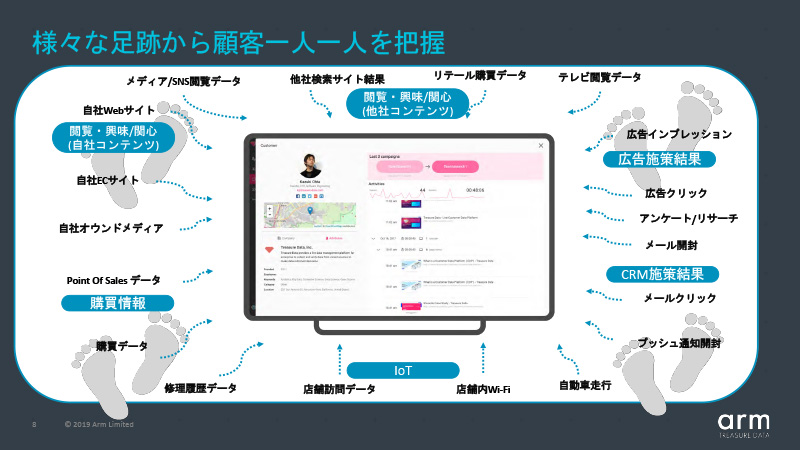 様々な足跡から顧客一人一人を把握
メディア/SNS閲覧データ
他社検索サイト結果
リテール購買データ
テレビ閲覧データ
自社Webサイト
閲覧・興味/関心
(自社コンテンツ)
閲覧・興味/関心
(他社コンテンツ)
広告インプレッション
広告施策結果
自社ECサイト
広告クリック
自社オウンドメディア
アンケート/リサーチ
メール開封
Point Of Sales データ
CRM施策結果
購買情報
メールクリック
購買データ
プッシュ通知開封
修理履歴データ
店舗訪問データ
IoT
店舗内Wi-Fi
自動車走行
Customer
Last 2 campaigns
Activities
44
00:40:06
Treasure Data, Inc.
8
© 2019 Arm Limited
arm
TREASURE DATA